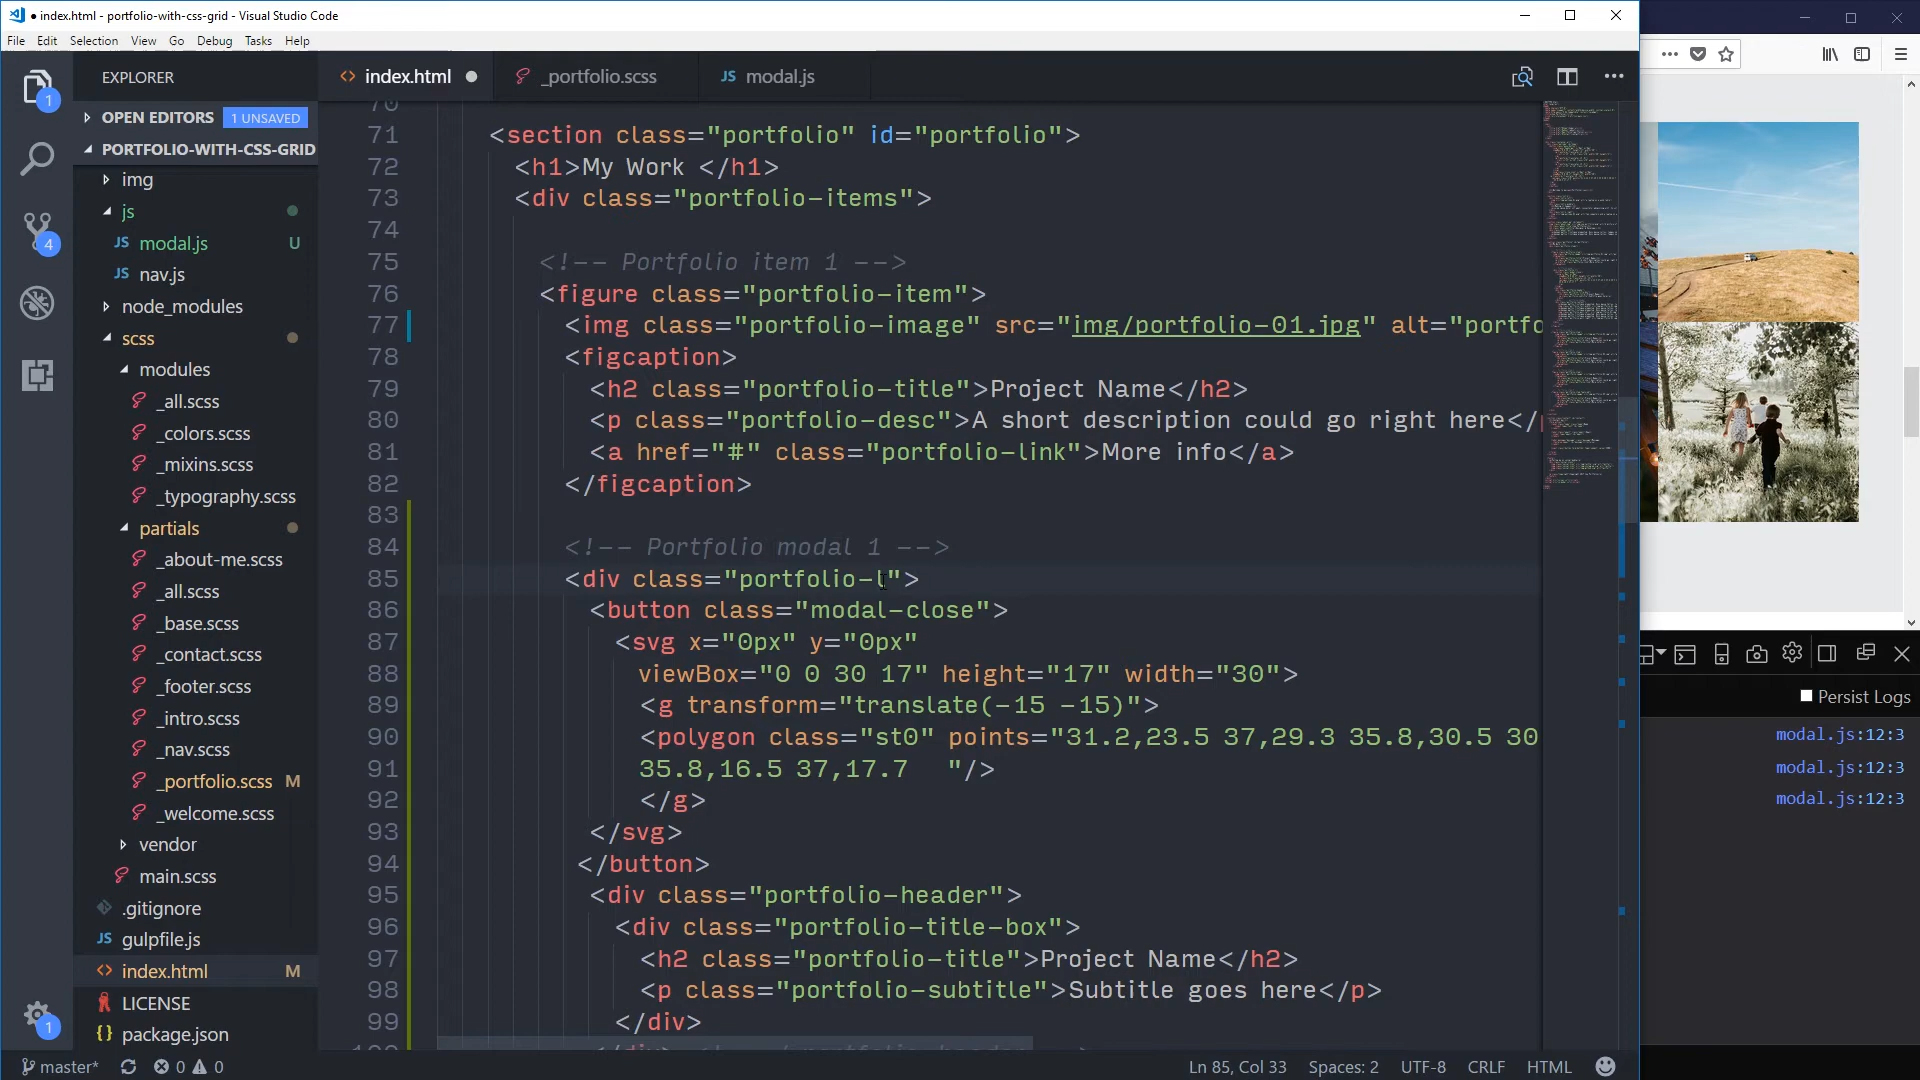 ● index.html - portfolio-with-css-grid - Visual Studio Code
File Edit Selection View Go Debug Tasks Help
EXPLORER
<> index.html ● _portfolio.scss JS modal.js
1
OPEN EDITORS 1 UNSAVED
PORTFOLIO-WITH-CSS-GRID
img
js
JS modal.js U
JS nav.js
4
node_modules
scss
modules
_all.scss
_colors.scss
_mixins.scss
_typography.scss
partials
_about-me.scss
_all.scss
_base.scss
_contact.scss
_footer.scss
_intro.scss
_nav.scss
_portfolio.scss M
_welcome.scss
vendor
main.scss
.gitignore
JS gulpfile.js
<> index.html M
LICENSE
{} package.json
1
70
71 <section class="portfolio" id="portfolio">
72 <h1>My Work </h1>
73 <div class="portfolio-items">
74
75 <!-- Portfolio item 1 -->
76 <figure class="portfolio-item">
77 <img class="portfolio-image" src="img/portfolio-01.jpg" alt="portfo
78 <figcaption>
79 <h2 class="portfolio-title">Project Name</h2>
80 <p class="portfolio-desc">A short description could go right here</
81 <a href="#" class="portfolio-link">More info</a>
82 </figcaption>
83
84 <!-- Portfolio modal 1 -->
85 <div class="portfolio-l">
86 <button class="modal-close">
87 <svg x="0px" y="0px"
88 viewBox="0 0 30 17" height="17" width="30">
89 <g transform="translate(-15 -15)">
90 <polygon class="st0" points="31.2,23.5 37,29.3 35.8,30.5 30
91 35.8,16.5 37,17.7 "/>
92 </g>
93 </svg>
94 </button>
95 <div class="portfolio-header">
96 <div class="portfolio-title-box">
97 <h2 class="portfolio-title">Project Name</h2>
98 <p class="portfolio-subtitle">Subtitle goes here</p>
99 </div>
Persist Logs
modal.js:12:3
modal.js:12:3
modal.js:12:3
master* 0 0 Ln 85, Col 33 Spaces: 2 UTF-8 CRLF HTML